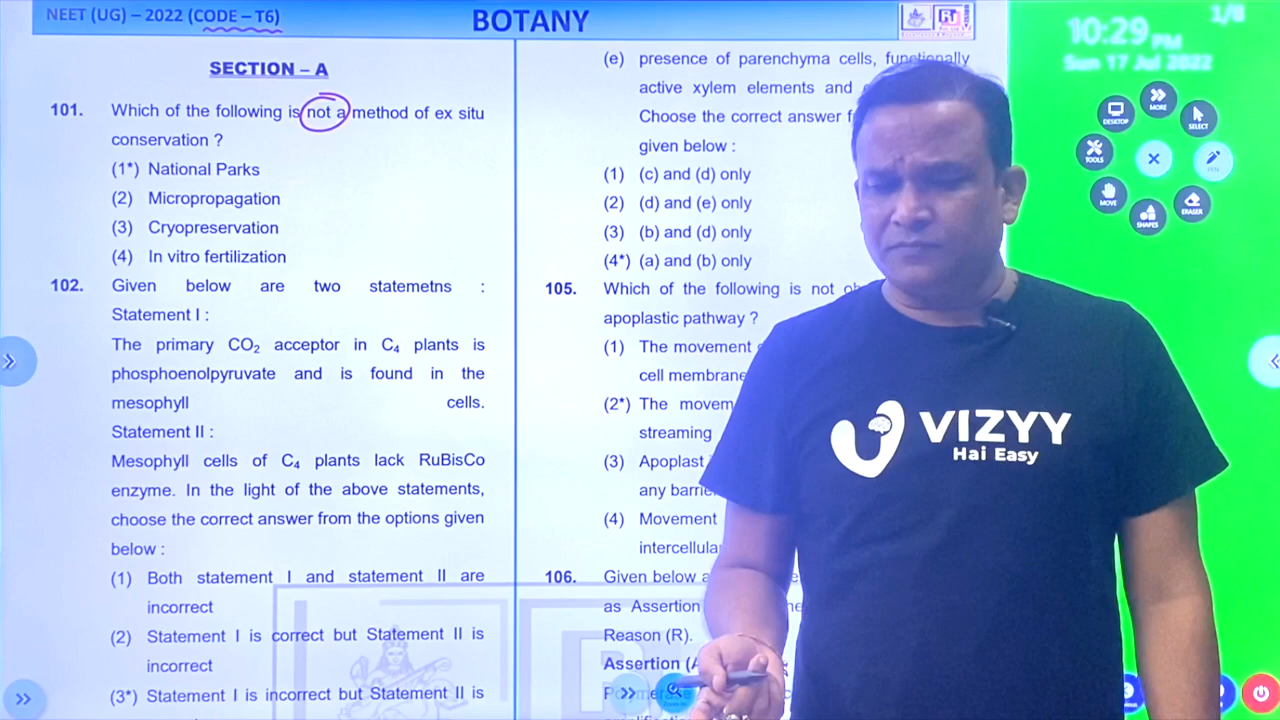 NEET (UG) – 2022 (CODE – T6)
BOTANY
1/8
10:29 PM
Sun 17 Jul 2022
SECTION – A
101. Which of the following is not a method of ex situ
conservation ?
(1*) National Parks
(2) Micropropagation
(3) Cryopreservation
(4) In vitro fertilization
102. Given below are two statemetns :
Statement I :
The primary CO₂ acceptor in C₄ plants is
phosphoenolpyruvate and is found in the
mesophyll cells.
Statement II :
Mesophyll cells of C₄ plants lack RuBisCo
enzyme. In the light of the above statements,
choose the correct answer from the options given
below :
(1) Both statement I and statement II are
incorrect
(2) Statement I is correct but Statement II is
incorrect
(3*) Statement I is incorrect but Statement II is
(e) presence of parenchyma cells, functionally
active xylem elements and
Choose the correct answer
given below :
(1) (c) and (d) only
(2) (d) and (e) only
(3) (b) and (d) only
(4*) (a) and (b) only
105. Which of the following is not
apoplastic pathway ?
(1) The movement
cell membrane
(2*) The
streaming
(3) Apoplast
any
(4) Movement
106. Given below
as Assertion
Reason (R).
Assertion
MORE
DESKTOP
SELECT
TOOLS
PEN
MOVE
ERASER
SHAPES
VIZYY
Hai Easy